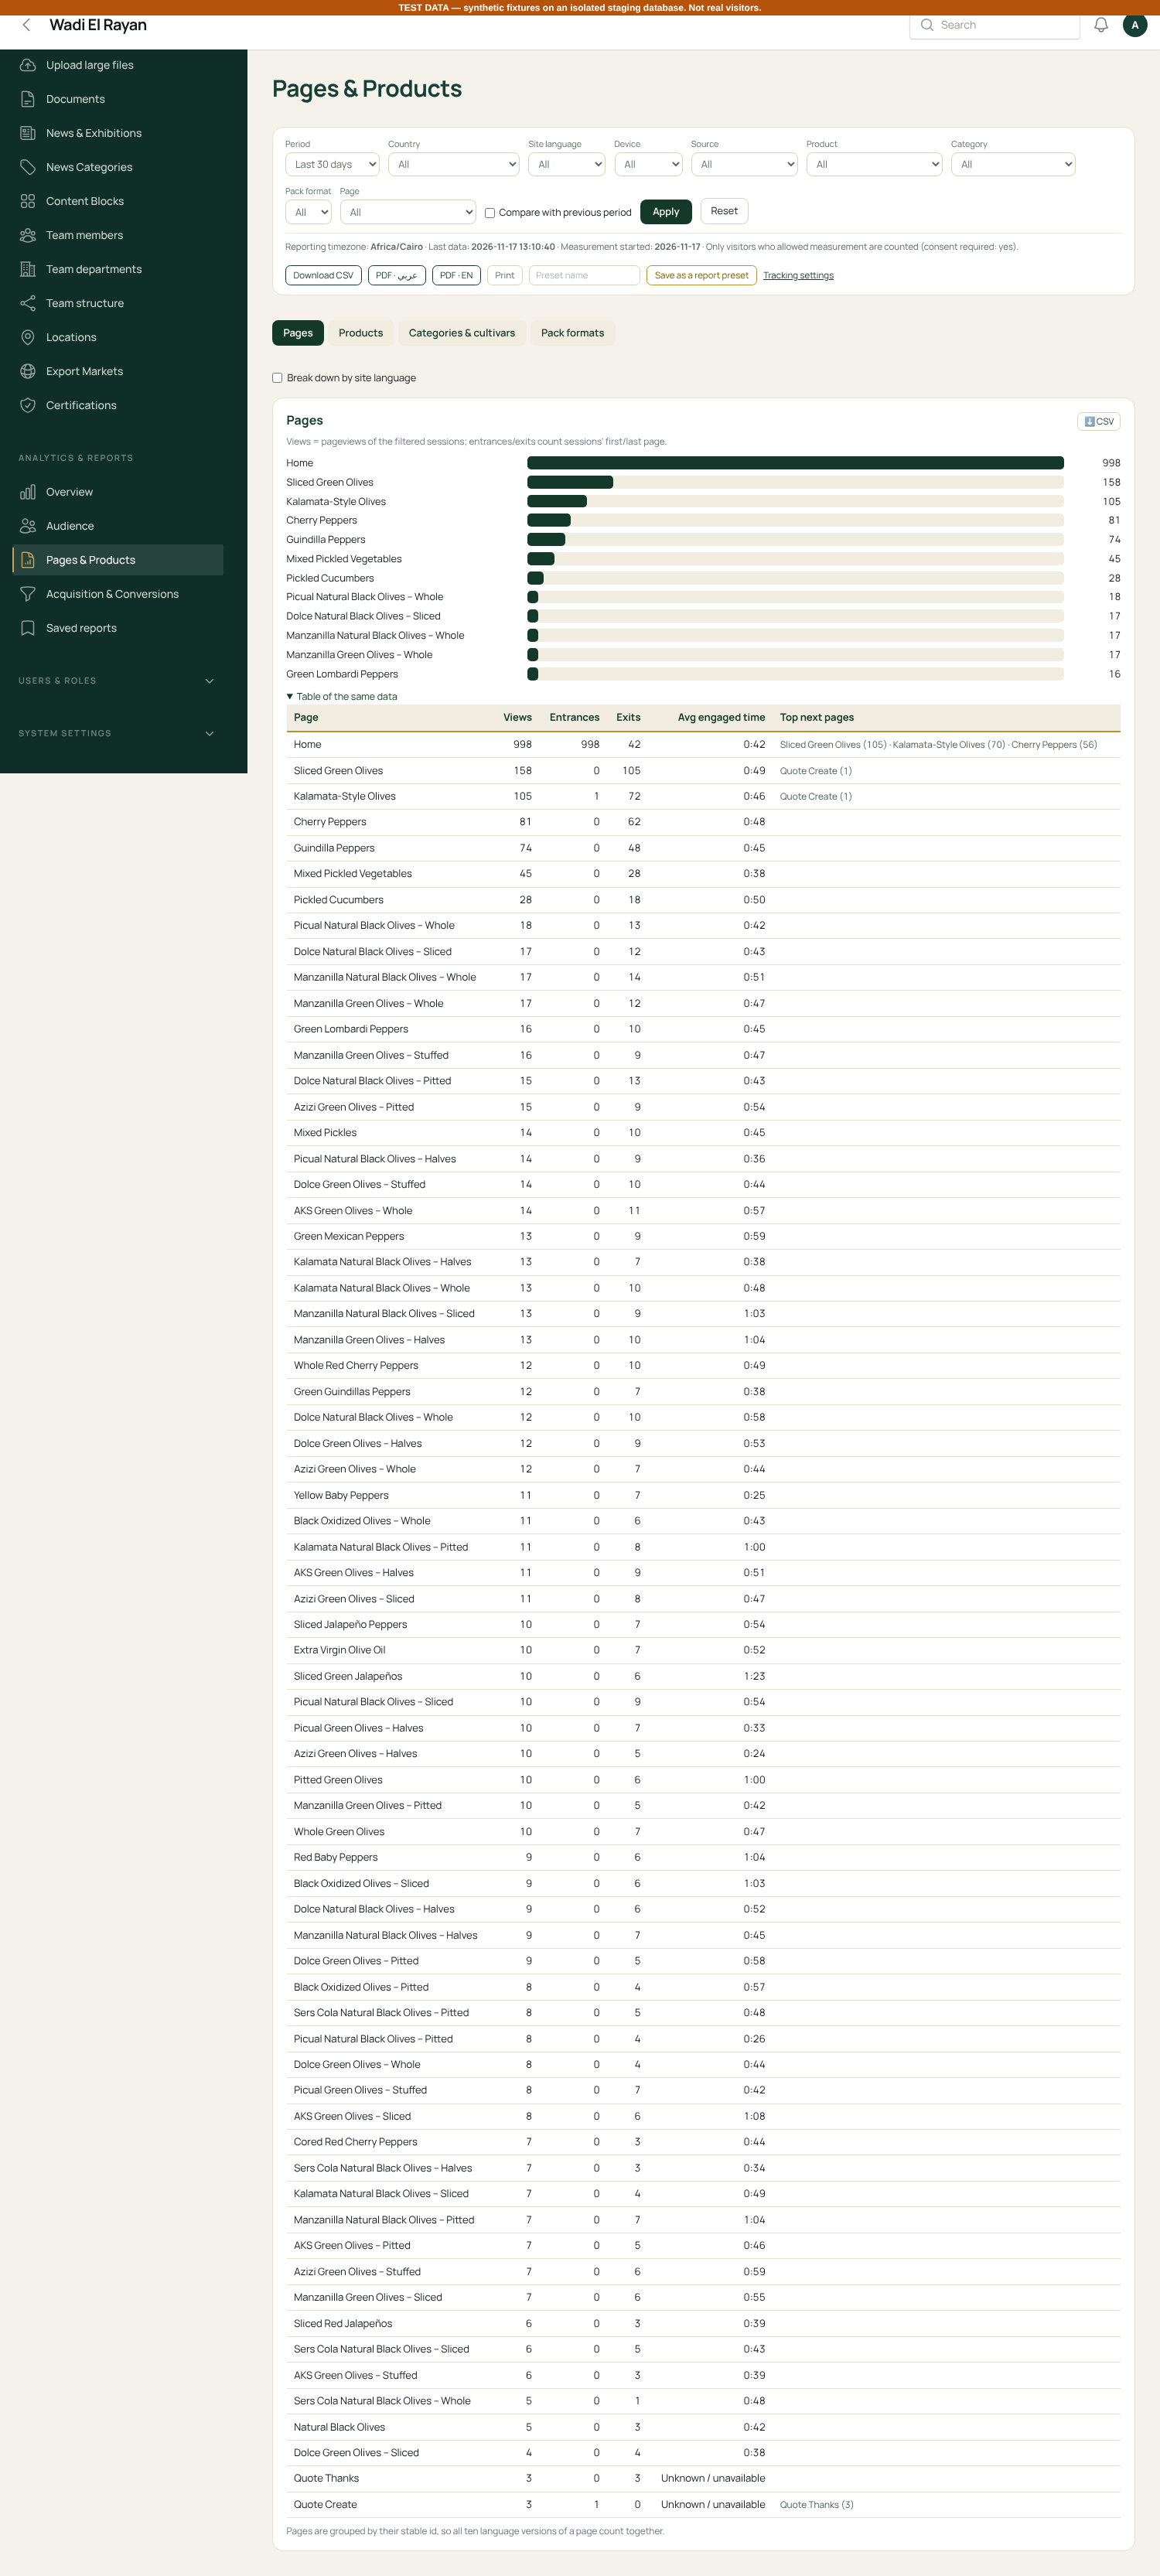 TEST DATA — synthetic fixtures on an isolated staging database. Not real visitors.
Wadi El Rayan
Search
A
Upload large files
Documents
News & Exhibitions
News Categories
Content Blocks
Team members
Team departments
Team structure
Locations
Export Markets
Certifications
ANALYTICS & REPORTS
Overview
Audience
Pages & Products
Acquisition & Conversions
Saved reports
USERS & ROLES
SYSTEM SETTINGS
Pages & Products
Period Country Site language Device Source Product Category
Last 30 days All All All All All All
Pack format Page
All All Compare with previous period Apply Reset
Reporting timezone: Africa/Cairo · Last data: 2026-11-17 13:10:40 · Measurement started: 2026-11-17 · Only visitors who allowed measurement are counted (consent required: yes).
Download CSV PDF · عربي PDF · EN Print Preset name Save as a report preset Tracking settings
Pages Products Categories & cultivars Pack formats
Break down by site language
Pages
CSV
Views = pageviews of the filtered sessions; entrances/exits count sessions' first/last page.
Home 998
Sliced Green Olives 158
Kalamata-Style Olives 105
Cherry Peppers 81
Guindilla Peppers 74
Mixed Pickled Vegetables 45
Pickled Cucumbers 28
Picual Natural Black Olives – Whole 18
Dolce Natural Black Olives – Sliced 17
Manzanilla Natural Black Olives – Whole 17
Manzanilla Green Olives – Whole 17
Green Lombardi Peppers 16
▼ Table of the same data
Page Views Entrances Exits Avg engaged time Top next pages
Home 998 998 42 0:42 Sliced Green Olives (105) · Kalamata-Style Olives (70) · Cherry Peppers (56)
Sliced Green Olives 158 0 105 0:49 Quote Create (1)
Kalamata-Style Olives 105 1 72 0:46 Quote Create (1)
Cherry Peppers 81 0 62 0:48
Guindilla Peppers 74 0 48 0:45
Mixed Pickled Vegetables 45 0 28 0:38
Pickled Cucumbers 28 0 18 0:50
Picual Natural Black Olives – Whole 18 0 13 0:42
Dolce Natural Black Olives – Sliced 17 0 12 0:43
Manzanilla Natural Black Olives – Whole 17 0 14 0:51
Manzanilla Green Olives – Whole 17 0 12 0:47
Green Lombardi Peppers 16 0 10 0:45
Manzanilla Green Olives – Stuffed 16 0 9 0:47
Dolce Natural Black Olives – Pitted 15 0 13 0:43
Azizi Green Olives – Pitted 15 0 9 0:54
Mixed Pickles 14 0 10 0:45
Picual Natural Black Olives – Halves 14 0 9 0:36
Dolce Green Olives – Stuffed 14 0 10 0:44
AKS Green Olives – Whole 14 0 11 0:57
Green Mexican Peppers 13 0 9 0:59
Kalamata Natural Black Olives – Halves 13 0 7 0:38
Kalamata Natural Black Olives – Whole 13 0 10 0:48
Manzanilla Natural Black Olives – Sliced 13 0 9 1:03
Manzanilla Green Olives – Halves 13 0 10 1:04
Whole Red Cherry Peppers 12 0 10 0:49
Green Guindillas Peppers 12 0 7 0:38
Dolce Natural Black Olives – Whole 12 0 10 0:58
Dolce Green Olives – Halves 12 0 9 0:53
Azizi Green Olives – Whole 12 0 7 0:44
Yellow Baby Peppers 11 0 7 0:25
Black Oxidized Olives – Whole 11 0 6 0:43
Kalamata Natural Black Olives – Pitted 11 0 8 1:00
AKS Green Olives – Halves 11 0 9 0:51
Azizi Green Olives – Sliced 11 0 8 0:47
Sliced Jalapeño Peppers 10 0 7 0:54
Extra Virgin Olive Oil 10 0 7 0:52
Sliced Green Jalapeños 10 0 6 1:23
Picual Natural Black Olives – Sliced 10 0 9 0:54
Picual Green Olives – Halves 10 0 7 0:33
Azizi Green Olives – Halves 10 0 5 0:24
Pitted Green Olives 10 0 6 1:00
Manzanilla Green Olives – Pitted 10 0 5 0:42
Whole Green Olives 10 0 7 0:47
Red Baby Peppers 9 0 6 1:04
Black Oxidized Olives – Sliced 9 0 6 1:03
Dolce Natural Black Olives – Halves 9 0 6 0:52
Manzanilla Natural Black Olives – Halves 9 0 7 0:45
Dolce Green Olives – Pitted 9 0 5 0:58
Black Oxidized Olives – Pitted 8 0 4 0:57
Sers Cola Natural Black Olives – Pitted 8 0 5 0:48
Picual Natural Black Olives – Pitted 8 0 4 0:26
Dolce Green Olives – Whole 8 0 4 0:44
Picual Green Olives – Stuffed 8 0 7 0:42
AKS Green Olives – Sliced 8 0 6 1:08
Cored Red Cherry Peppers 7 0 3 0:44
Sers Cola Natural Black Olives – Halves 7 0 3 0:34
Kalamata Natural Black Olives – Sliced 7 0 4 0:49
Manzanilla Natural Black Olives – Pitted 7 0 7 1:04
AKS Green Olives – Pitted 7 0 5 0:46
Azizi Green Olives – Stuffed 7 0 6 0:59
Manzanilla Green Olives – Sliced 7 0 6 0:55
Sliced Red Jalapeños 6 0 3 0:39
Sers Cola Natural Black Olives – Sliced 6 0 5 0:43
AKS Green Olives – Stuffed 6 0 3 0:39
Sers Cola Natural Black Olives – Whole 5 0 1 0:48
Natural Black Olives 5 0 3 0:42
Dolce Green Olives – Sliced 4 0 4 0:38
Quote Thanks 3 0 3 Unknown / unavailable
Quote Create 3 1 0 Unknown / unavailable Quote Thanks (3)
Pages are grouped by their stable id, so all ten language versions of a page count together.